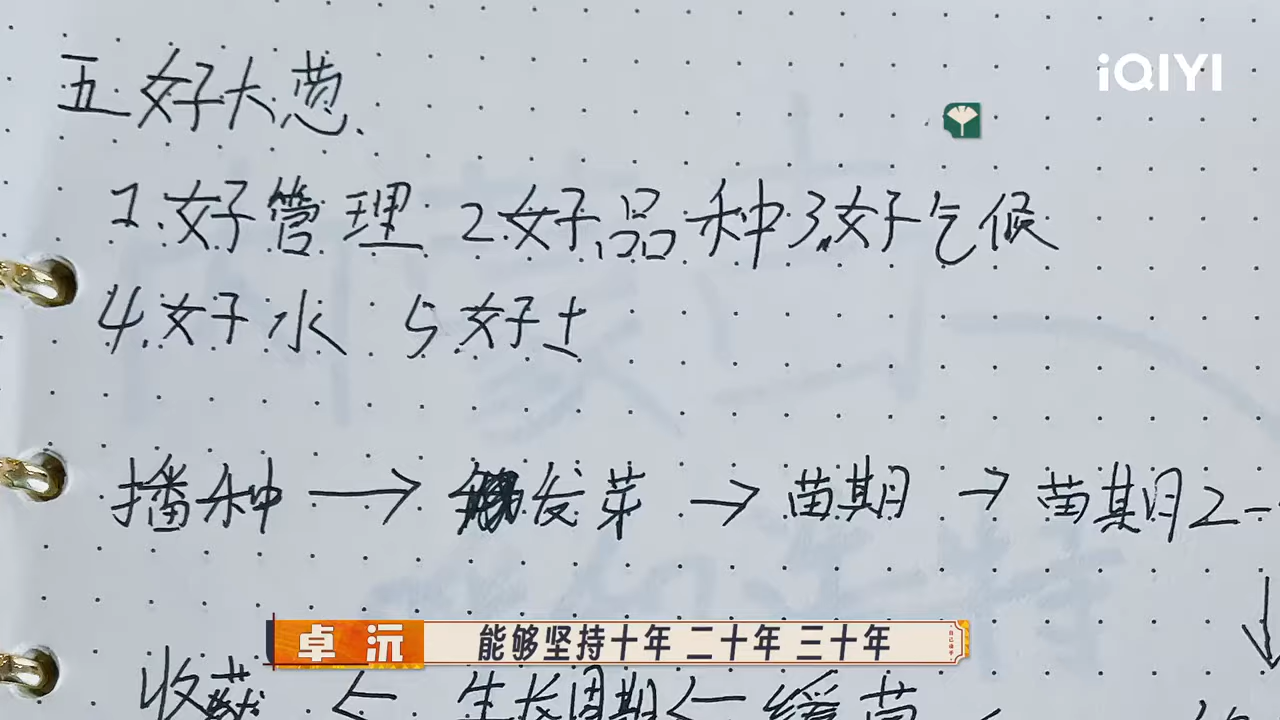 iQIYI
五好大葱.
1.好管理 2.好品种 3.好气候
4.好水 5.好土
播种 → 发芽 → 苗期 → 苗期2
卓沅 能够坚持十年 二十年 三十年
收获 ← 生长周期 ← 缓苗